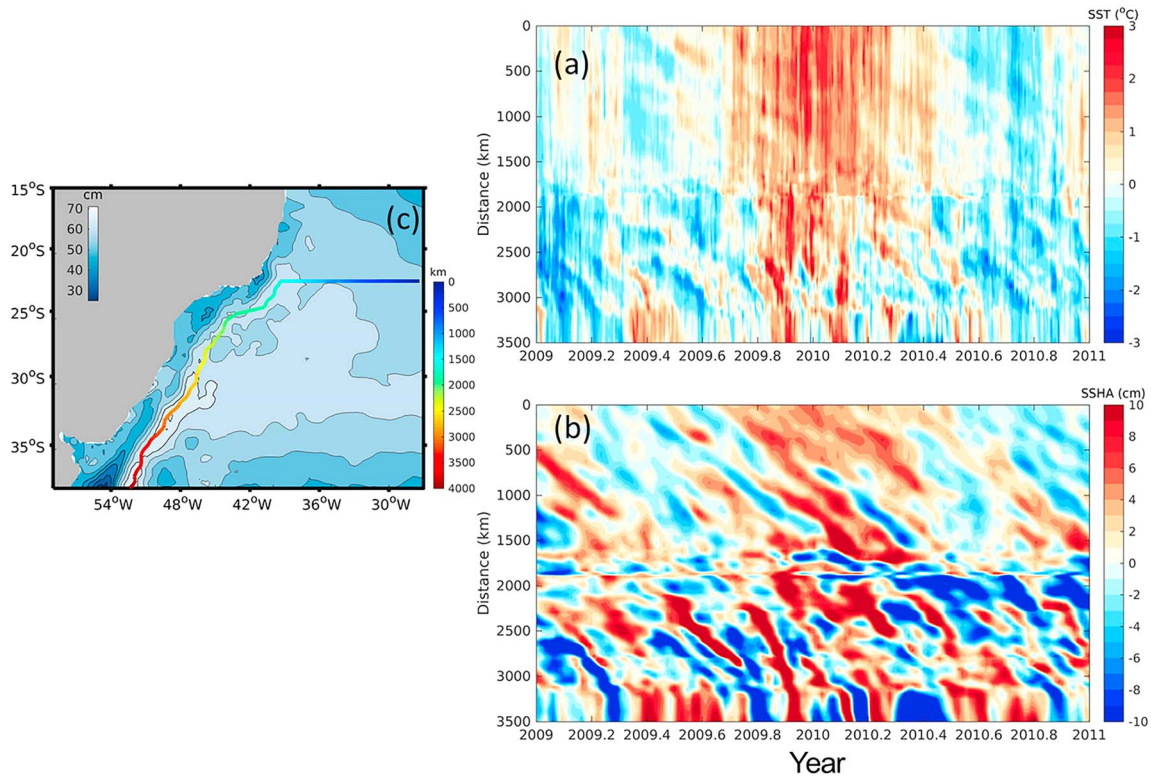 SST (°C)
(a)
0
500
1000
1500
2000
2500
3000
3500
Distance (km)
2009 2009.2 2009.4 2009.6 2009.8 2010 2010.2 2010.4 2010.6 2010.8 2011
3
2
1
0
-1
-2
-3
15°S
20°S
25°S
30°S
35°S
cm
70
60
50
40
30
(c)
km
0
500
1000
1500
2000
2500
3000
3500
4000
54°W 48°W 42°W 36°W 30°W
SSHA (cm)
(b)
0
500
1000
1500
2000
2500
3000
3500
Distance (km)
2009 2009.2 2009.4 2009.6 2009.8 2010 2010.2 2010.4 2010.6 2010.8 2011
10
8
6
4
2
0
-2
-4
-6
-8
-10
Year